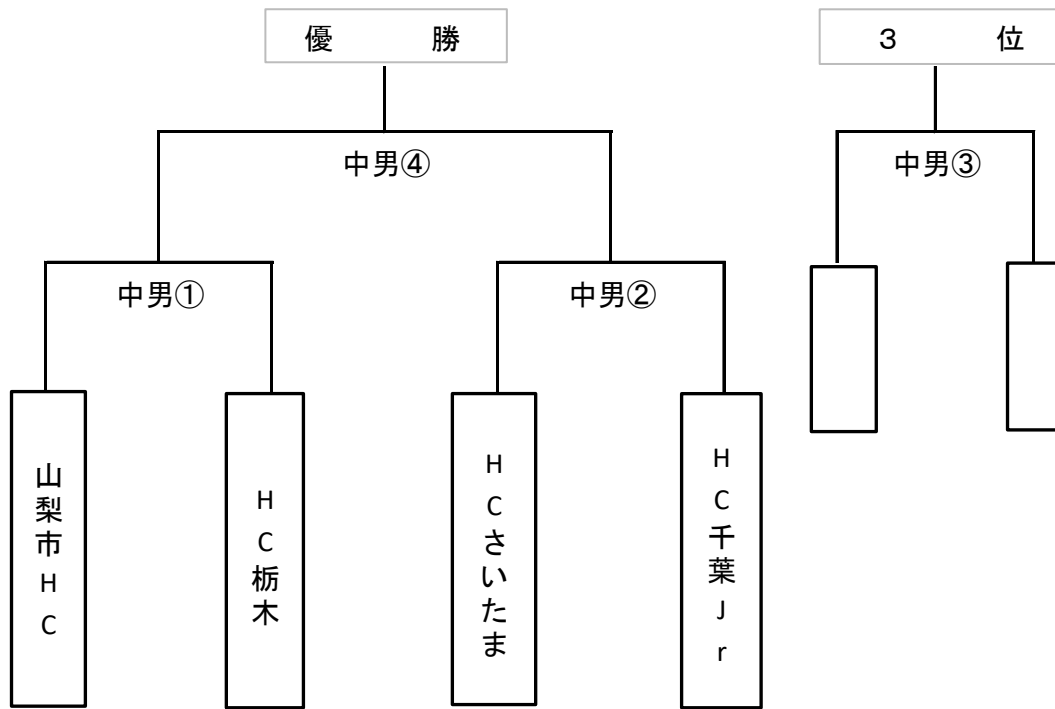 優　勝
３　位
中男④
中男③
中男①
中男②
山梨市HC
HC栃木
HCさいたま
HC千葉Jr